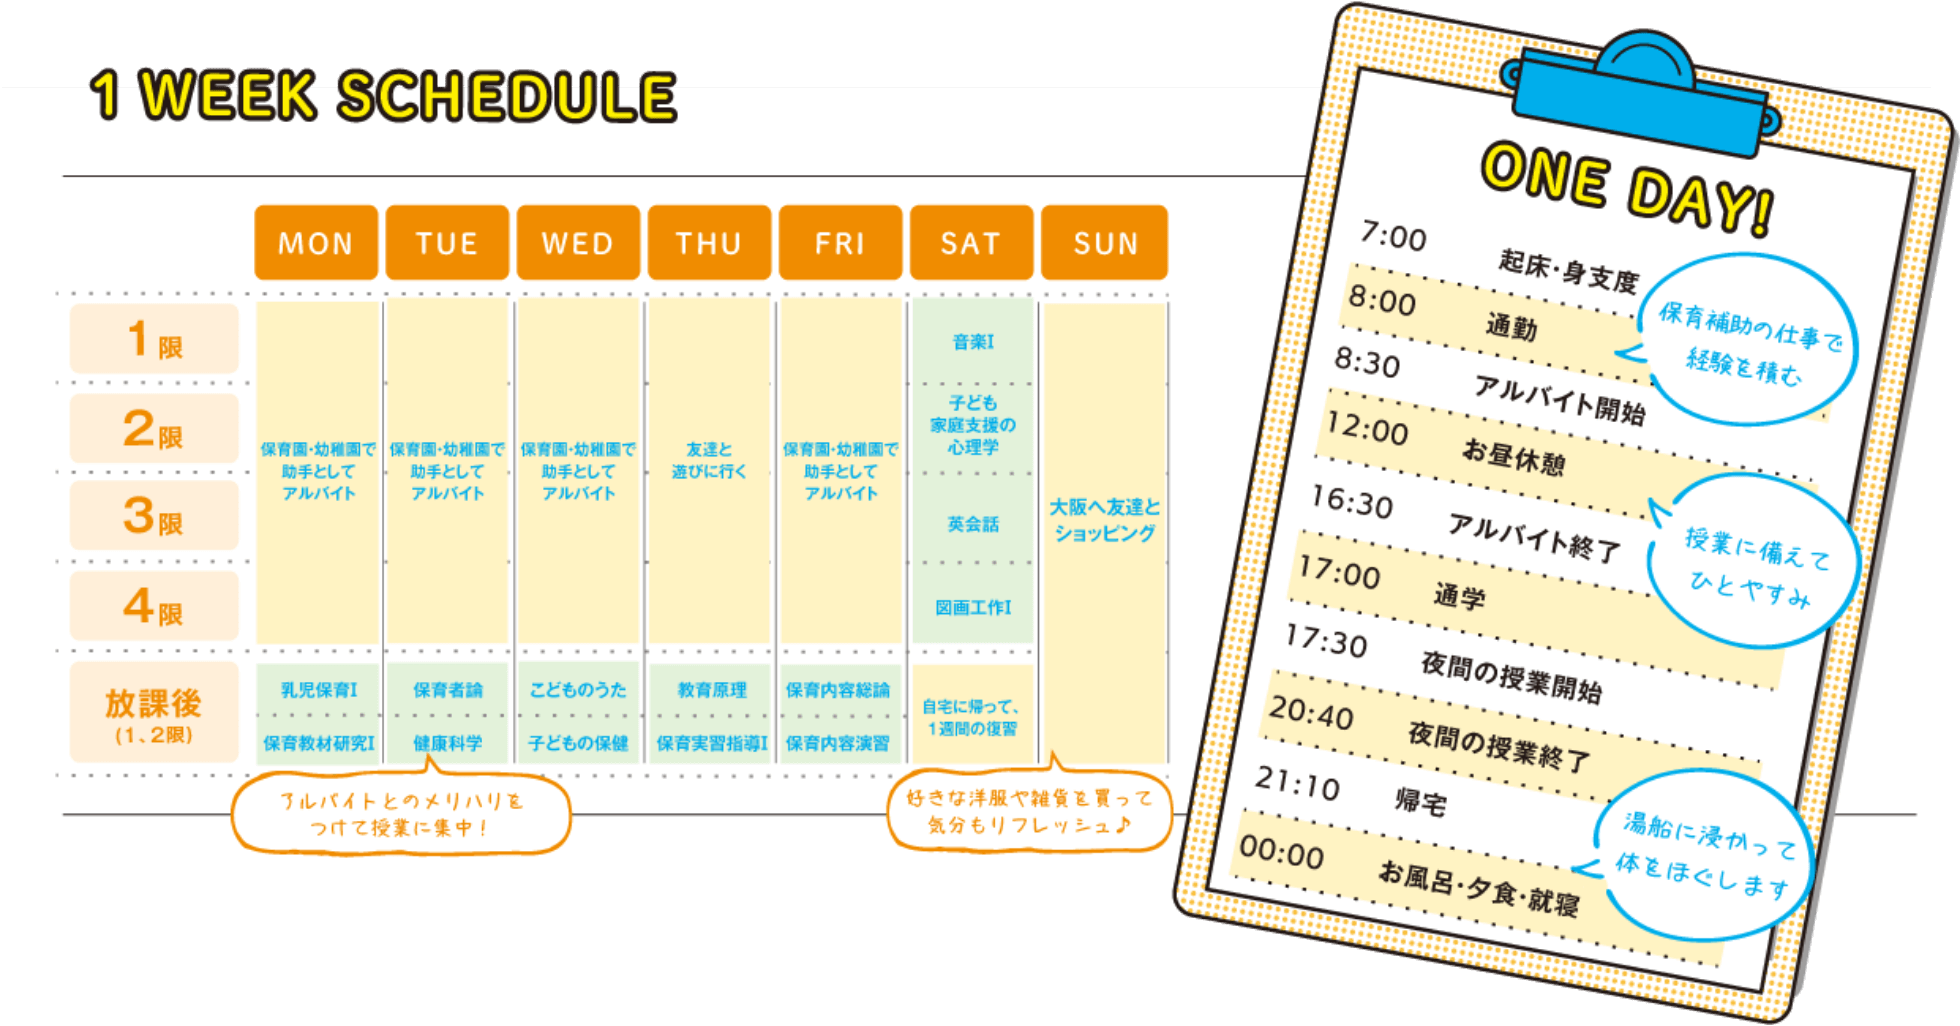 1 WEEK SCHEDULE
MON TUE WED THU FRI SAT SUN
1限
2限
3限
4限
放課後
(1、2限)
保育園・幼稚園で
助手として
アルバイト
保育園・幼稚園で
助手として
アルバイト
保育園・幼稚園で
助手として
アルバイト
友達と
遊びに行く
保育園・幼稚園で
助手として
アルバイト
音楽I
子ども
家庭支援の
心理学
英会話
図画工作I
大阪へ友達と
ショッピング
乳児保育I
保育教材研究I
保育者論
健康科学
こどものうた
子どもの保健
教育原理
保育実習指導I
保育内容総論
保育内容演習
自宅に帰って、
1週間の復習
アルバイトとのメリハリを
つけて授業に集中！
好きな洋服や雑貨を買って
気分もリフレッシュ♪
ONE DAY!
7:00 起床・身支度
8:00 通勤
8:30 アルバイト開始
12:00 お昼休憩
16:30 アルバイト終了
17:00 通学
17:30 夜間の授業開始
20:40 夜間の授業終了
21:10 帰宅
00:00 お風呂・夕食・就寝
保育補助の仕事で
経験を積む
授業に備えて
ひとやすみ
湯船に浸かって
体をほぐします